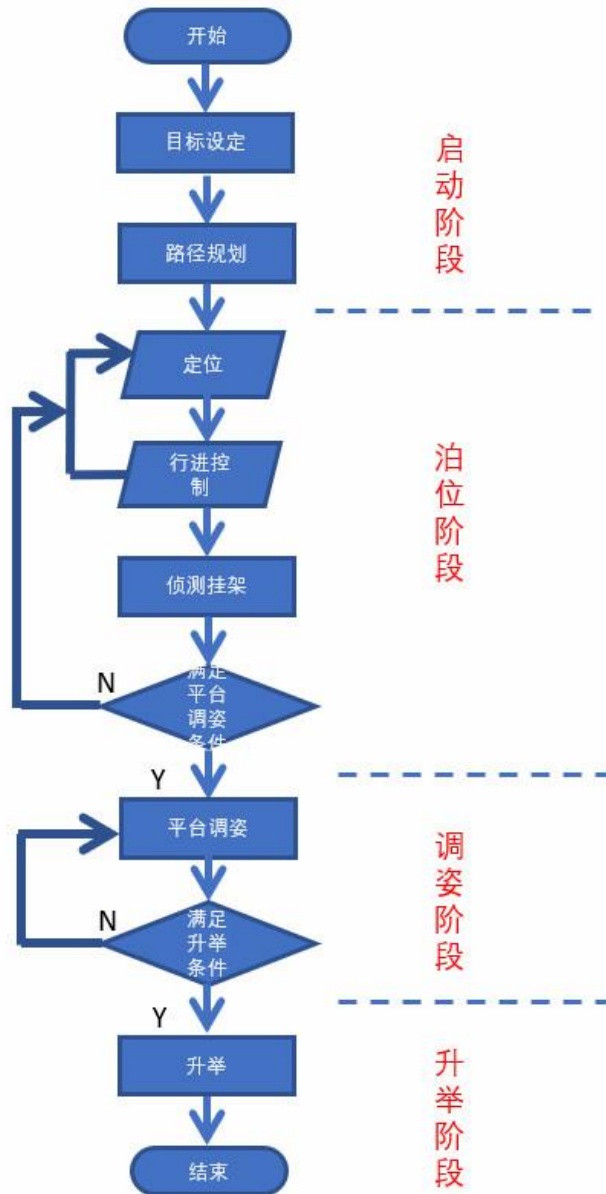 开始
目标设定
启动阶段
路径规划
定位
行进控
制
泊位阶段
侦测挂架
N
满足
平台
调姿
条件
Y
平台调姿
调姿阶段
N
满足
升举
条件
Y
升举
升举阶段
结束